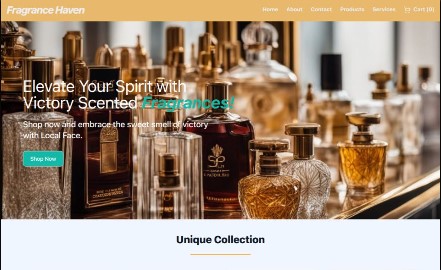 Fragrance Haven
Home About Contact Products Services Cart (0)
Elevate Your Spirit with
Victory Scented Fragrances!
Shop now and embrace the sweet smell of victory
with Local Face.
Shop Now
Unique Collection